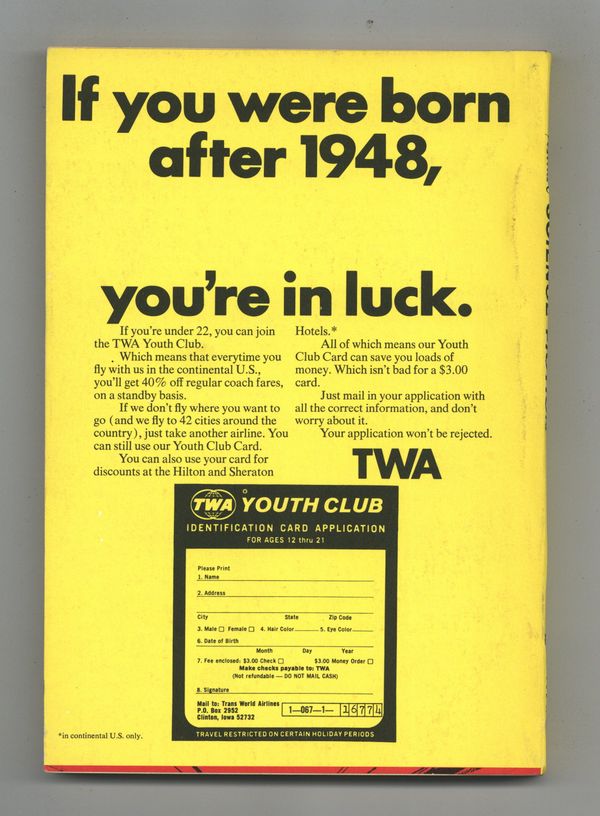 If you were born
after 1948,
you're in luck.
If you're under 22, you can join
the TWA Youth Club.
Which means that everytime you
fly with us in the continental U.S.,
you'll get 40% off regular coach fares,
on a standby basis.
If we don't fly where you want to
go (and we fly to 42 cities around the
country), just take another airline. You
can still use our Youth Club Card.
You can also use your card for
discounts at the Hilton and Sheraton
Hotels.*
All of which means our Youth
Club Card can save you loads of
money. Which isn't bad for a $3.00
card.
Just mail in your application with
all the correct information, and don't
worry about it.
Your application won't be rejected.
TWA
TWA YOUTH CLUB
IDENTIFICATION CARD APPLICATION
FOR AGES 12 thru 21
Please Print
1. Name
2. Address
City State Zip Code
3. Male Female 4. Hair Color 5. Eye Color
6. Date of Birth
Month Day Year
7. Fee enclosed: $3.00 Check $3.00 Money Order
Make checks payable to: TWA
(Not refundable — DO NOT MAIL CASH)
8. Signature
Mail to: Trans World Airlines
P.O. Box 2952
Clinton, Iowa 52732
1—067—1— 16774
TRAVEL RESTRICTED ON CERTAIN HOLIDAY PERIODS
*in continental U.S. only.